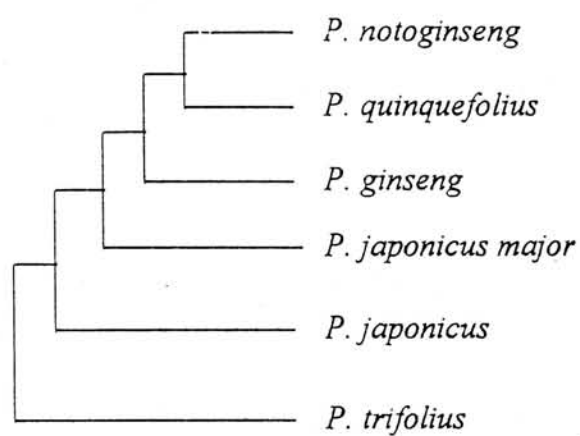 P. notoginseng
P. quinquefolius
P. ginseng
P. japonicus major
P. japonicus
P. trifolius